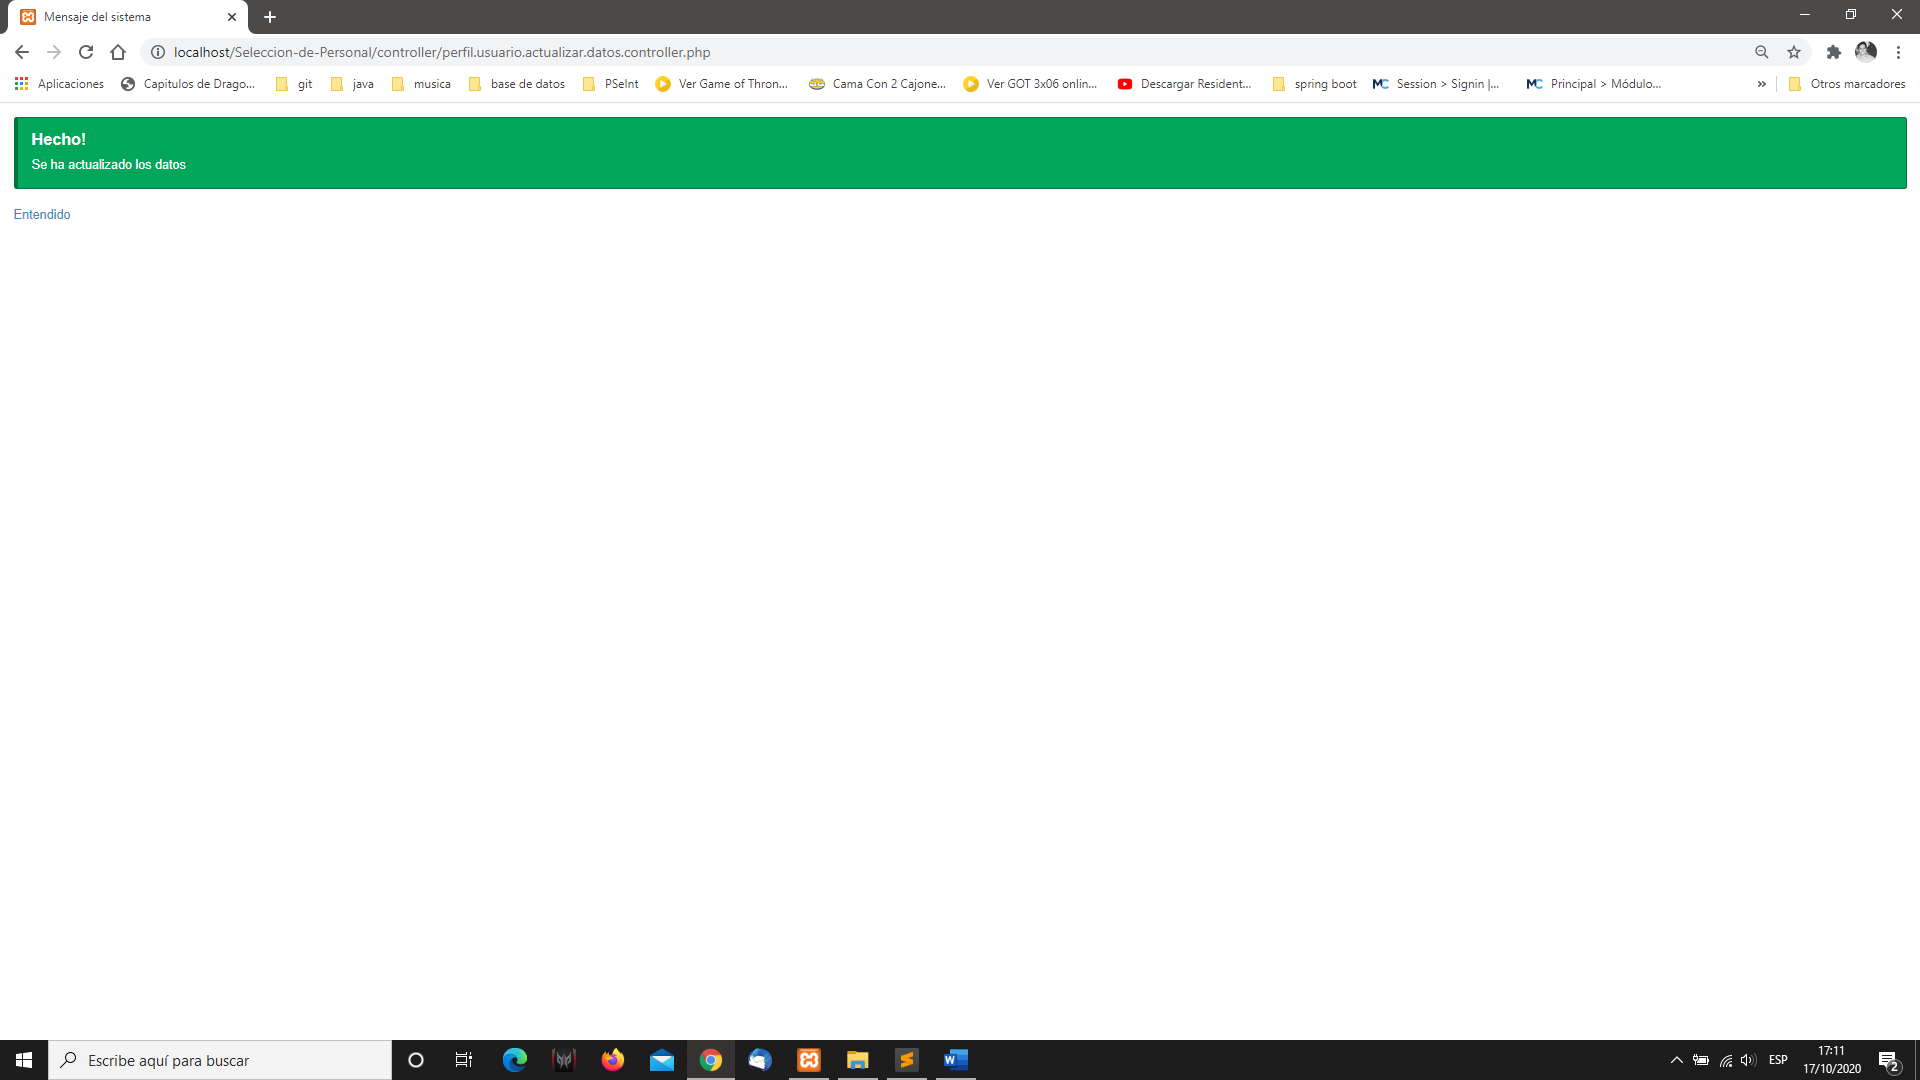 Mensaje del sistema
localhost/Seleccion-de-Personal/controller/perfil.usuario.actualizar.datos.controller.php
Aplicaciones Capitulos de Drago... git java musica base de datos PSeInt Ver Game of Thron... Cama Con 2 Cajone... Ver GOT 3x06 onlin... Descargar Resident... spring boot MC Session > Signin |... MC Principal > Módulo... » Otros marcadores
Hecho!
Se ha actualizado los datos
Entendido
Escribe aquí para buscar
ESP
17:11
17/10/2020
2